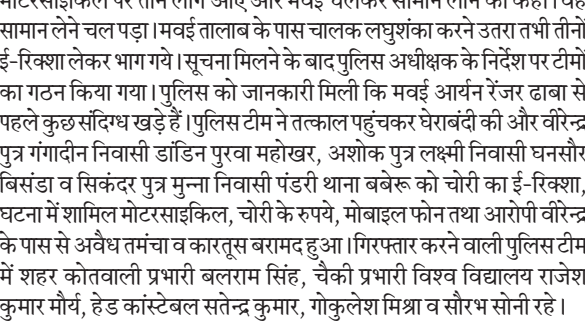 मोटरसाइकिल पर तीन लोग आए और मवई चलकर सामान लाने को कहा। वह
सामान लेने चल पड़ा।मवई तालाब के पास चालक लघुशंका करने उतरा तभी तीनों
ई-रिक्शा लेकर भाग गये। सूचना मिलने के बाद पुलिस अधीक्षक के निर्देश पर टीमों
का गठन किया गया। पुलिस को जानकारी मिली कि मवई आर्यन रेंजर ढाबा से
पहले कुछ संदिग्ध खड़े हैं। पुलिस टीम ने तत्काल पहुंचकर घेराबंदी की और वीरेन्द्र
पुत्र गंगादीन निवासी डांडिन पुरवा महोखर, अशोक पुत्र लक्ष्मी निवासी घनसौर
बिसंडा व सिकंदर पुत्र मुन्ना निवासी पंडरी थाना बबेरू को चोरी का ई-रिक्शा,
घटना में शामिल मोटरसाइकिल, चोरी के रुपये, मोबाइल फोन तथा आरोपी वीरेन्द्र
के पास से अवैध तमंचा व कारतूस बरामद हुआ।गिरफ्तार करने वाली पुलिस टीम
में शहर कोतवाली प्रभारी बलराम सिंह, चैकी प्रभारी विश्व विद्यालय राजेश
कुमार मौर्य, हेड कांस्टेबल सतेन्द्र कुमार, गोकुलेश मिश्रा व सौरभ सोनी रहे।